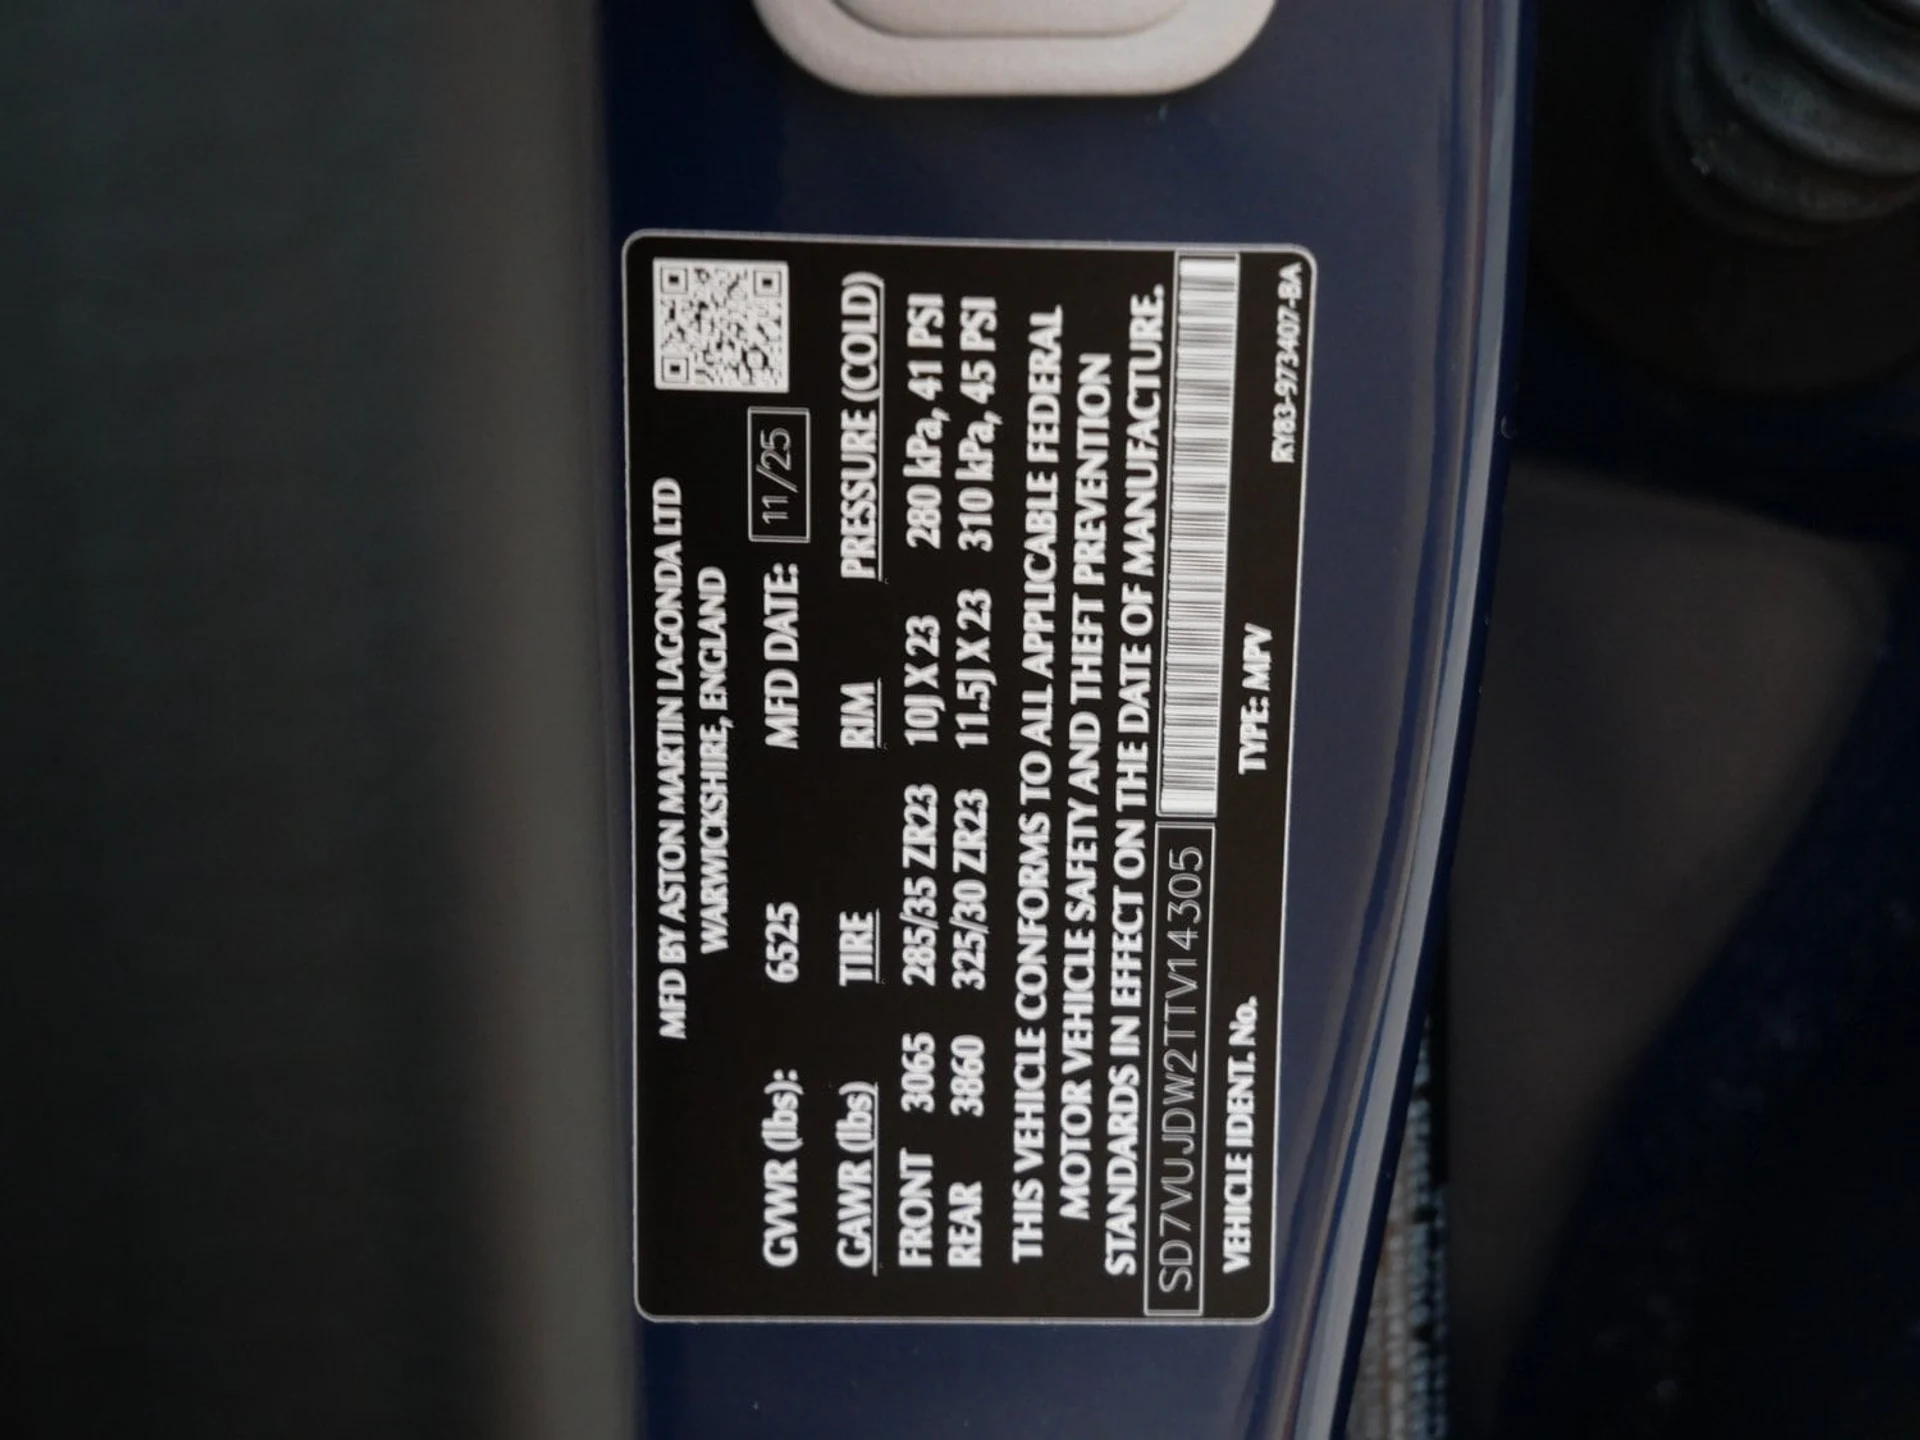 MFD BY ASTON MARTIN LAGONDA LTD
WARWICKSHIRE, ENGLAND
GVWR (lbs): 6525 MFD DATE: 11/25
GAWR (lbs) TIRE RIM PRESSURE (COLD)
FRONT 3065 285/35 ZR23 10J X 23 280 kPa, 41 PSI
REAR 3860 325/30 ZR23 11.5J X 23 310 kPa, 45 PSI
THIS VEHICLE CONFORMS TO ALL APPLICABLE FEDERAL
MOTOR VEHICLE SAFETY AND THEFT PREVENTION
STANDARDS IN EFFECT ON THE DATE OF MANUFACTURE.
SD7VUJDW2TTV14305
VEHICLE IDENT. No. TYPE: MPV
RY83-973407-BA